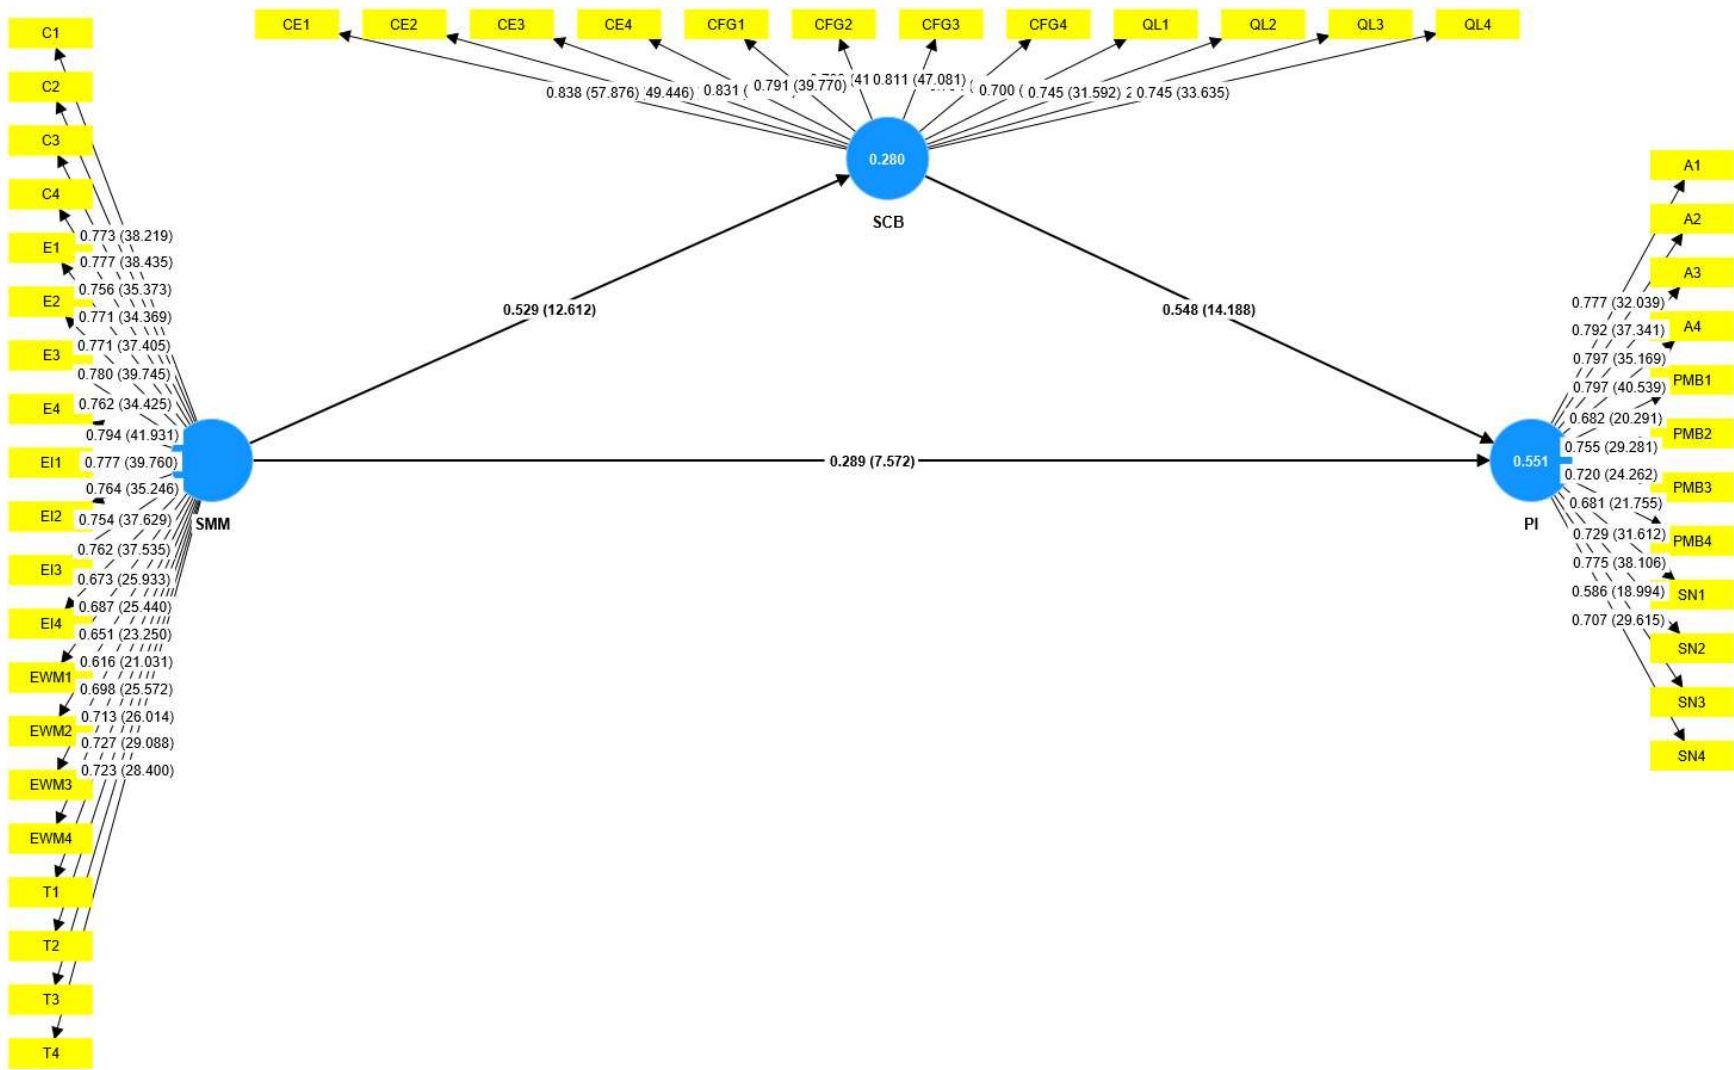 C1
C2
C3
C4
E1
E2
E3
E4
EI1
EI2
EI3
EI4
EWM1
EWM2
EWM3
EWM4
T1
T2
T3
T4
0.773 (38.219)
0.777 (38.435)
0.756 (35.373)
0.771 (34.369)
0.771 (37.405)
0.780 (39.745)
0.762 (34.425)
0.794 (41.931)
0.777 (39.760)
0.764 (35.246)
0.754 (37.629)
0.762 (37.535)
0.673 (25.933)
0.687 (25.440)
0.651 (23.250)
0.616 (21.031)
0.698 (25.572)
0.713 (26.014)
0.727 (29.088)
0.723 (28.400)
SMM
CE1 CE2 CE3 CE4 CFG1 CFG2 CFG3 CFG4 QL1 QL2 QL3 QL4
0.838 (57.876) 49.446) 0.831 ( 0.791 (39.770) (41 0.811 (47.081) 0.700 ( 0.745 (31.592) 0.745 (33.635)
0.280
SCB
0.529 (12.612)
0.548 (14.188)
0.289 (7.572)
0.551
PI
0.777 (32.039)
0.792 (37.341)
0.797 (35.169)
0.797 (40.539)
0.682 (20.291)
0.755 (29.281)
0.720 (24.262)
0.681 (21.755)
0.729 (31.612)
0.775 (38.106)
0.586 (18.994)
0.707 (29.615)
A1
A2
A3
A4
PMB1
PMB2
PMB3
PMB4
SN1
SN2
SN3
SN4